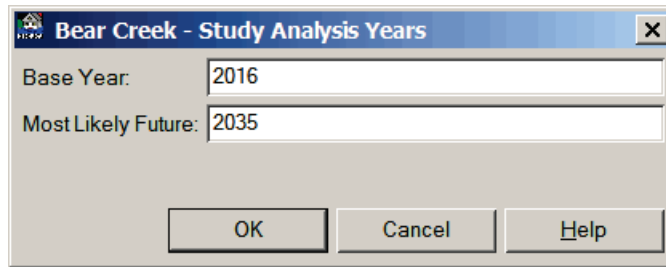 Bear Creek - Study Analysis Years
Base Year: 2016
Most Likely Future: 2035
OK Cancel Help